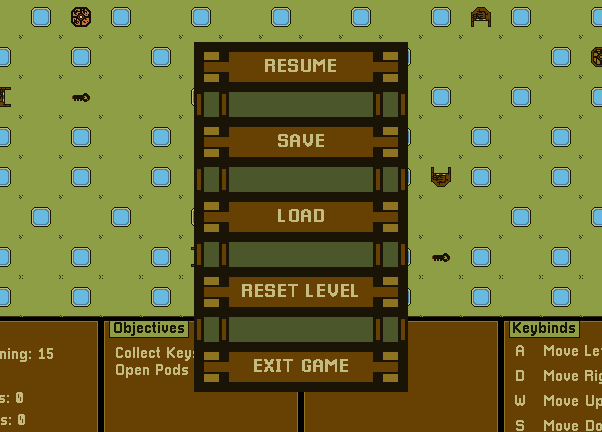 RESUME
SAVE
LOAD
RESET LEVEL
EXIT GAME
ning: 15
s: 0
s: 0
Objectives
Collect Key
Open Pods
Keybinds
A Move Le
D Move Rig
W Move Up
S Move Do